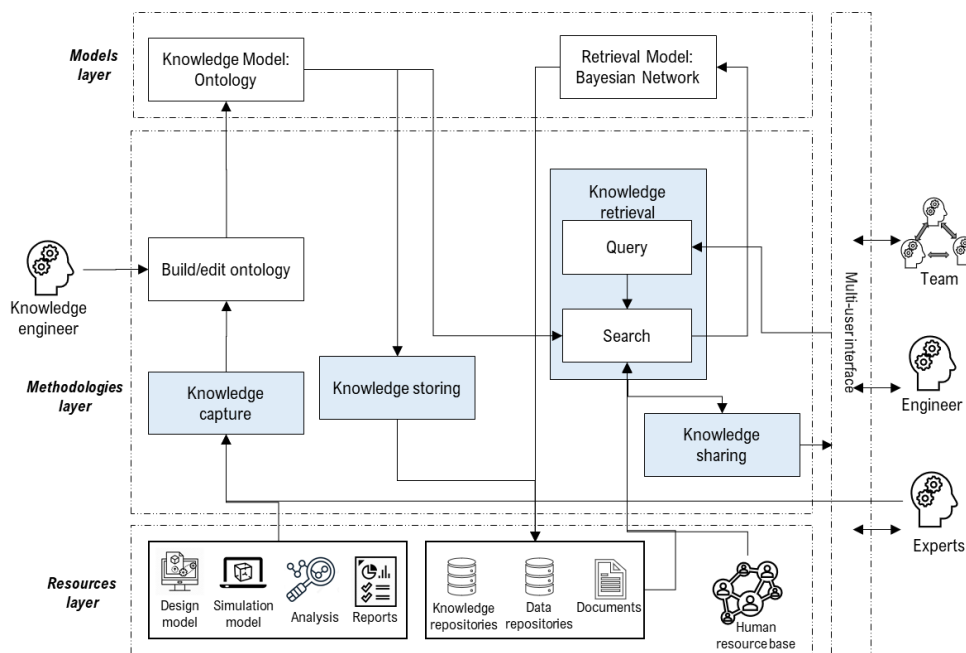 Models
layer
Knowledge Model:
Ontology
Retrieval Model:
Bayesian Network
Knowledge
retrieval
Query
Search
Knowledge
engineer
Build/edit ontology
Methodologies
layer
Knowledge
capture
Knowledge storing
Knowledge
sharing
Multi-user interface
Team
Engineer
Experts
Resources
layer
Design
model
Simulation
model
Analysis
Reports
Knowledge
repositories
Data
repositories
Documents
Human
resource base